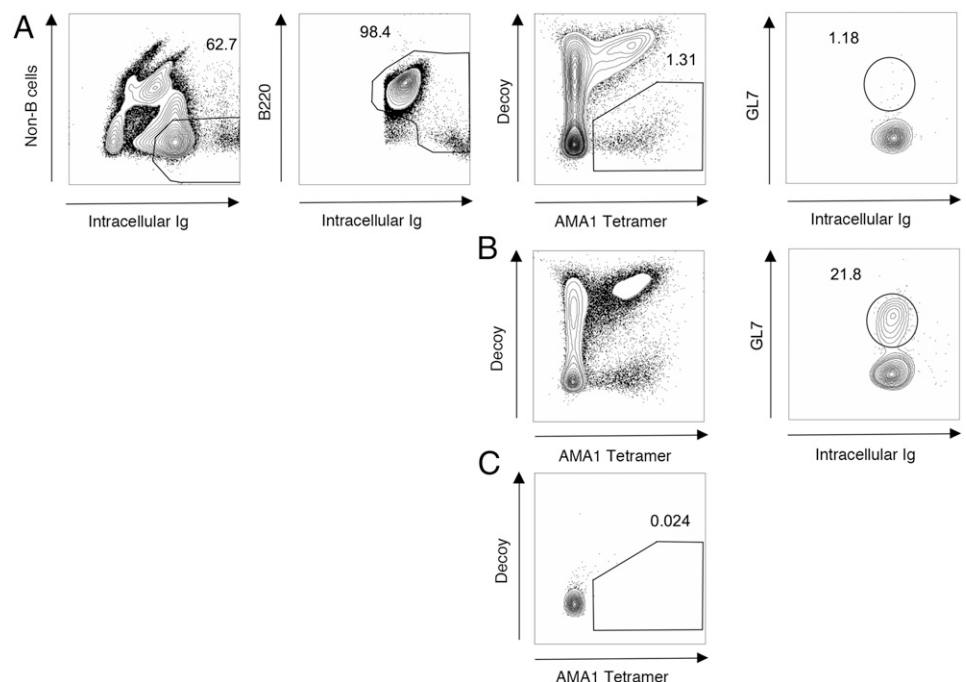 A
Non-B cells
62.7
Intracellular Ig
B220
98.4
Intracellular Ig
Decoy
1.31
AMA1 Tetramer
GL7
1.18
Intracellular Ig
B
Decoy
AMA1 Tetramer
GL7
21.8
Intracellular Ig
C
Decoy
0.024
AMA1 Tetramer